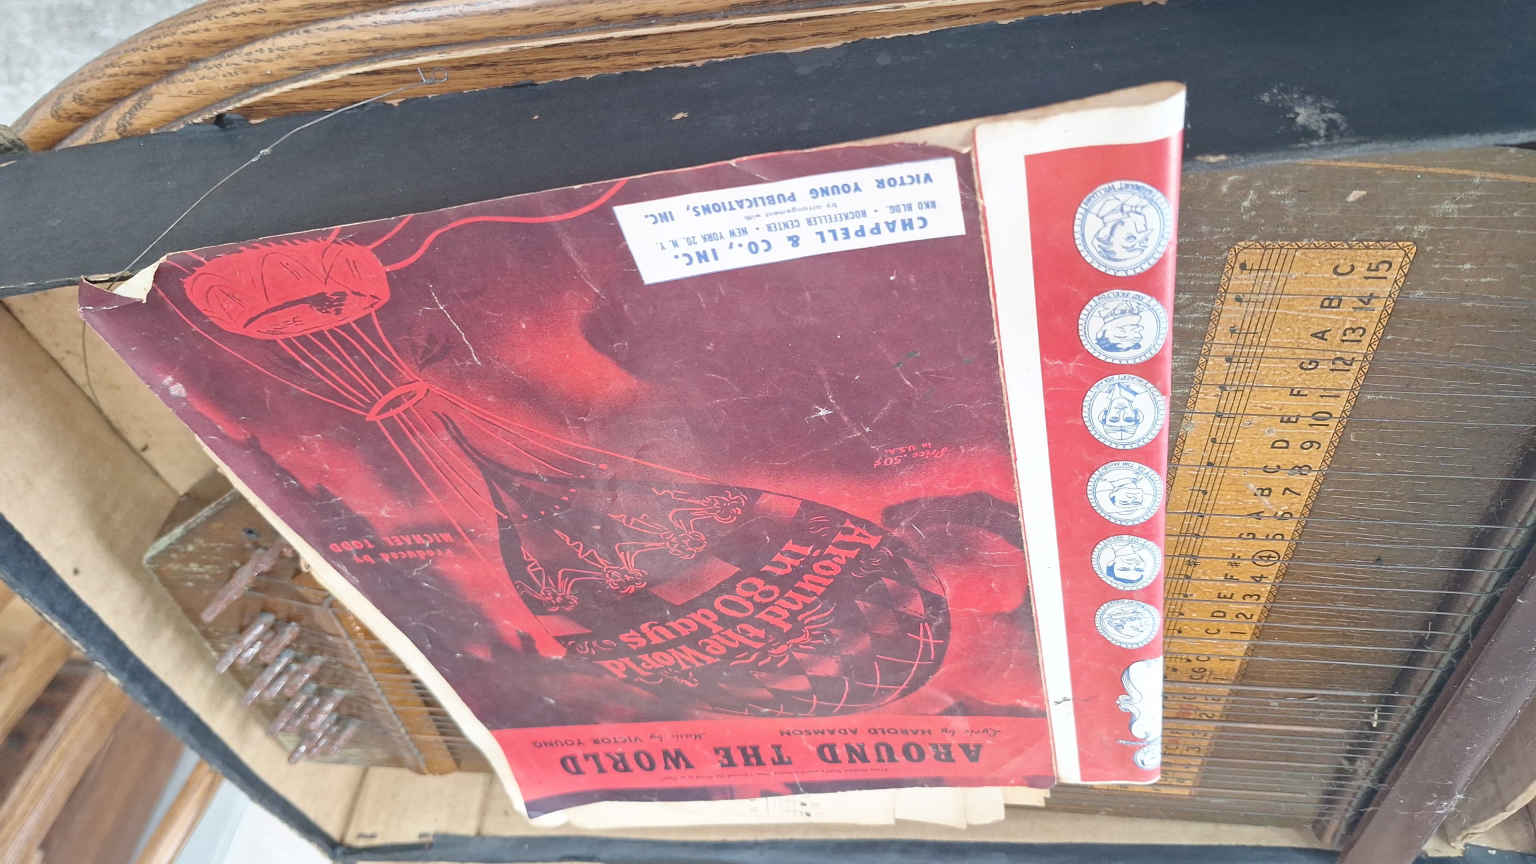 AROUND THE WORLD
Lyric by HAROLD ADAMSON
Music by VICTOR YOUNG
Around the World
in 80 days
Produced by
MICHAEL TODD
Price 50¢
in U.S.A.
CHAPPELL & CO., INC.
RKO BLDG. • ROCKEFELLER CENTER • NEW YORK 20, N. Y.
by arrangement with
VICTOR YOUNG PUBLICATIONS, INC.
C D E F F# G A B C D E F G A B C
1 2 3 4 5 6 7 8 9 10 11 12 13 14 15